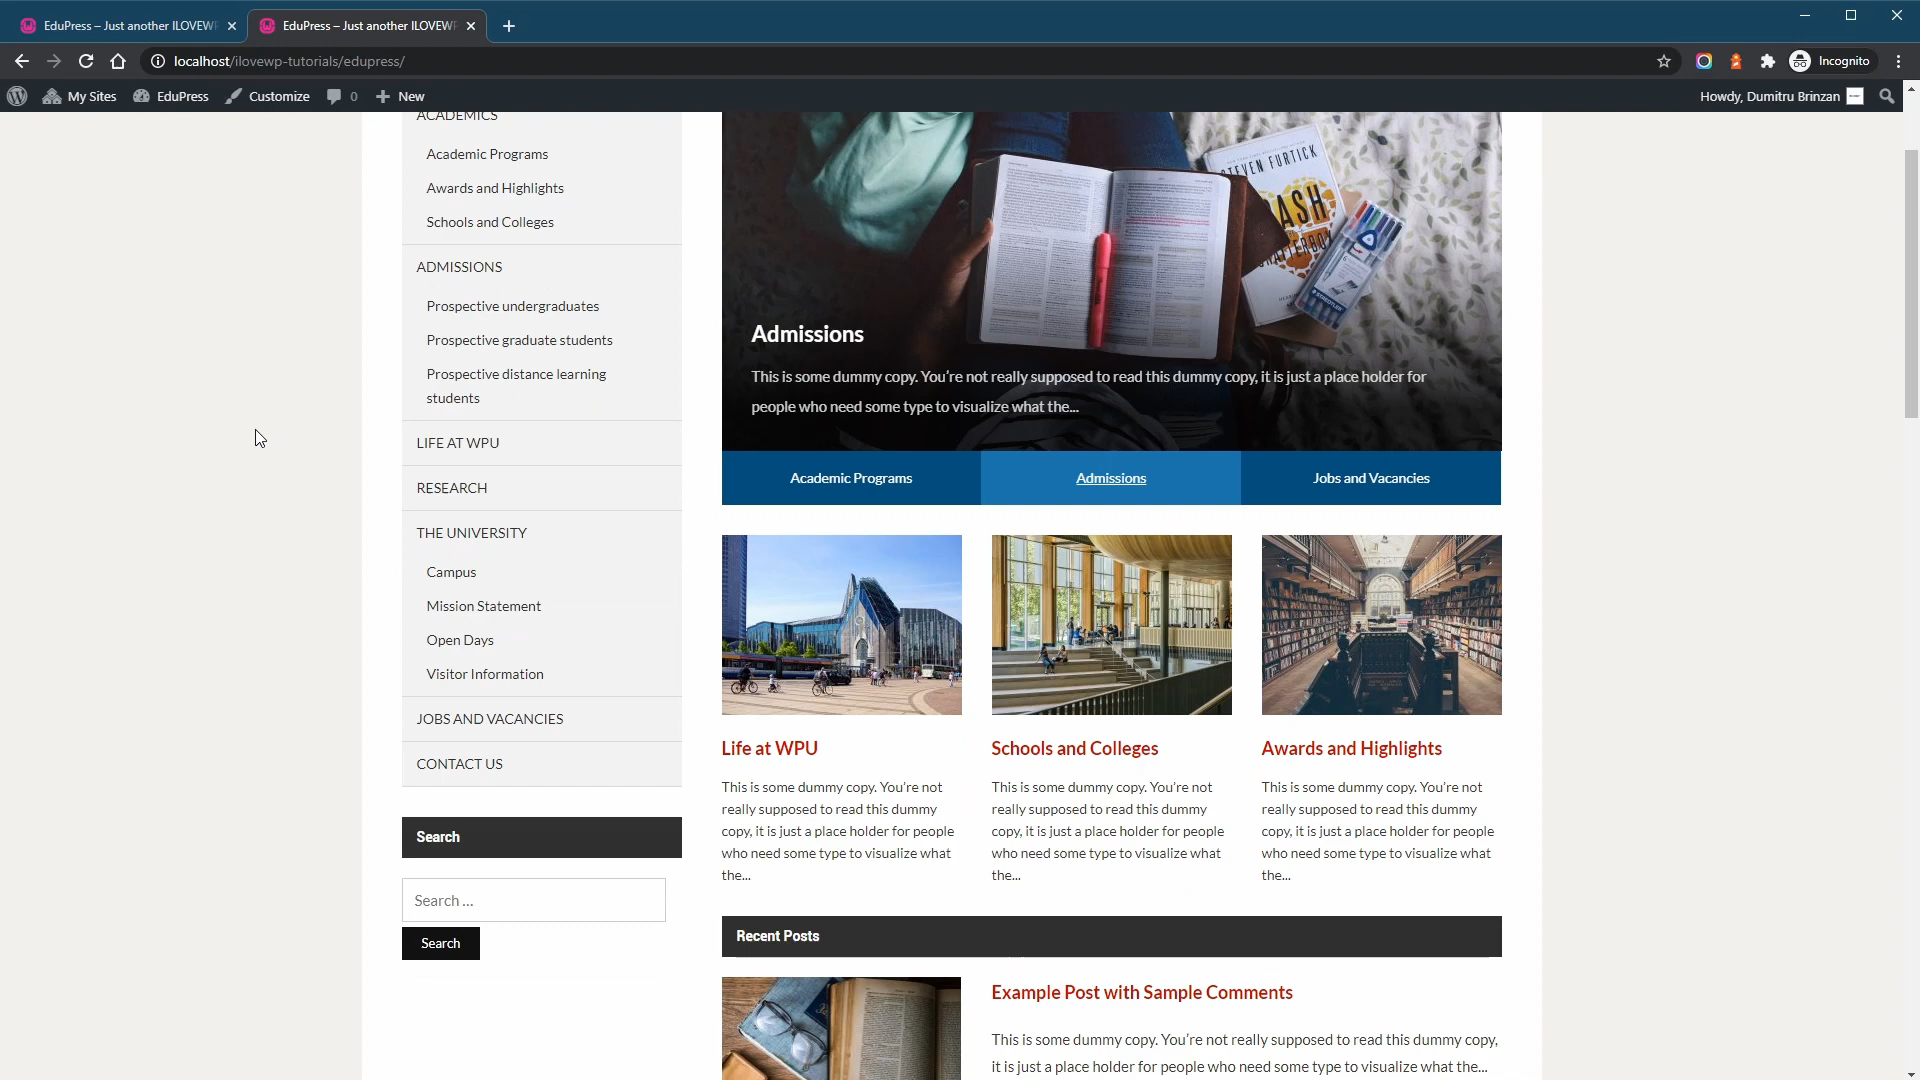 EduPress – Just another ILOVEWP
EduPress – Just another ILOVEWP
localhost/ilovewp-tutorials/edupress/
Incognito
My Sites
EduPress
Customize
0
New
Howdy, Dumitru Brinzan
ACADEMICS
Academic Programs
Awards and Highlights
Schools and Colleges
ADMISSIONS
Prospective undergraduates
Prospective graduate students
Prospective distance learning
students
LIFE AT WPU
RESEARCH
THE UNIVERSITY
Campus
Mission Statement
Open Days
Visitor Information
JOBS AND VACANCIES
CONTACT US
Search
Search ...
Search
STEVEN FURTICK
STAEDTLER
Admissions
This is some dummy copy. You’re not really supposed to read this dummy copy, it is just a place holder for
people who need some type to visualize what the...
Academic Programs
Admissions
Jobs and Vacancies
Life at WPU
This is some dummy copy. You’re not
really supposed to read this dummy
copy, it is just a place holder for people
who need some type to visualize what
the...
Schools and Colleges
This is some dummy copy. You’re not
really supposed to read this dummy
copy, it is just a place holder for people
who need some type to visualize what
the...
Awards and Highlights
This is some dummy copy. You’re not
really supposed to read this dummy
copy, it is just a place holder for people
who need some type to visualize what
the...
Recent Posts
Example Post with Sample Comments
This is some dummy copy. You’re not really supposed to read this dummy copy,
it is just a place holder for people who need some type to visualize what the...